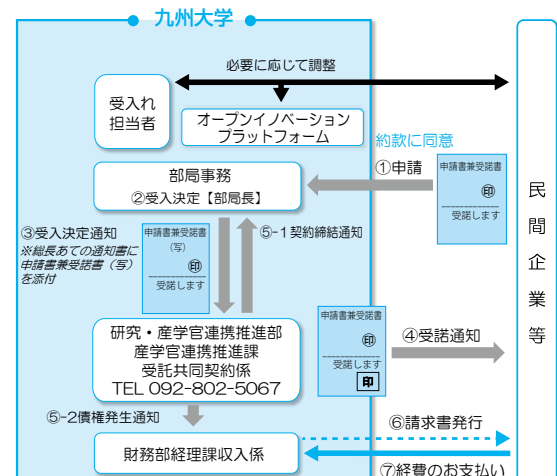 九州大学
必要に応じて調整
受入れ
担当者
オープンイノベーション
プラットフォーム
約款に同意
①申請
申請書兼受諾書
印
受諾します
部局事務
②受入決定【部局長】
③受入決定通知
※総長あての通知書に
申請書兼受諾書（写）
を添付
申請書兼受諾書
（写）
印
受諾します
⑤-1契約締結通知
民間企業等
研究・産学官連携推進部
産学官連携推進課
受託共同契約係
TEL 092-802-5067
申請書兼受諾書
印
受諾します
印
④受諾通知
⑤-2債権発生通知
⑥請求書発行
財務部経理課収入係
⑦経費のお支払い